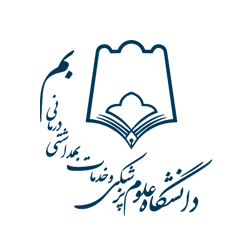 دانشگاه علوم پزشکی و خدمات بهداشتی درمانی بم